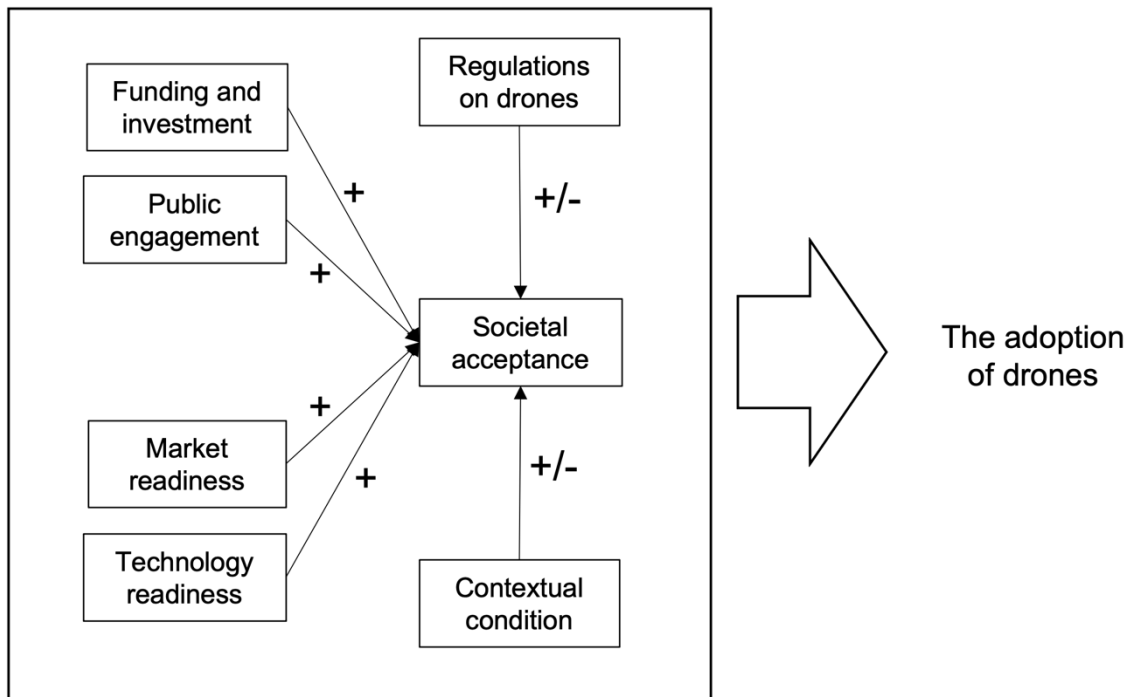 Funding and
investment
Regulations
on drones
+
+/-
Public
engagement
+
Societal
acceptance
The adoption
of drones
+
Market
readiness
+/-
+
Technology
readiness
Contextual
condition